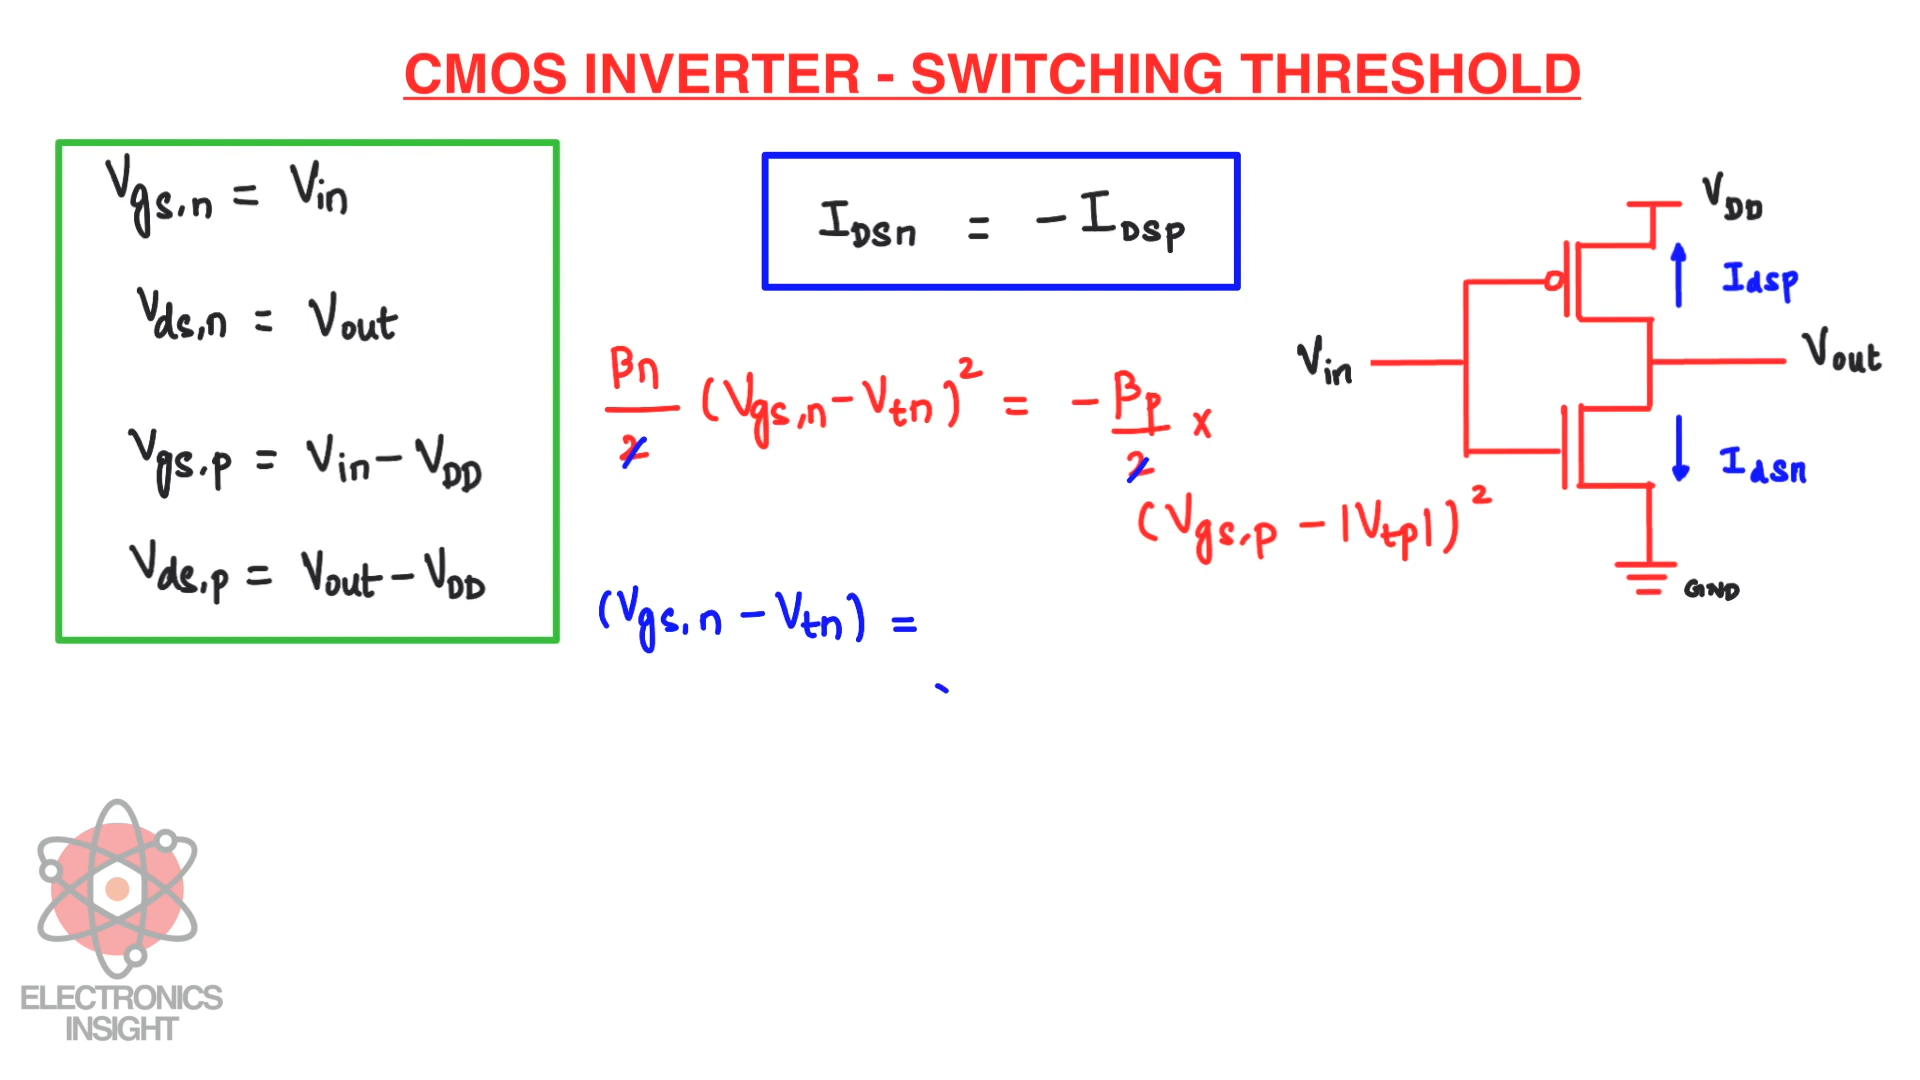 CMOS INVERTER - SWITCHING THRESHOLD
Vgs,n = Vin
Vds,n = Vout
Vgs,p = Vin - VDD
Vds,p = Vout - VDD
IDSn = - IDSp
βn/2 (Vgs,n - Vtn)² = - βp/2 x
(Vgs,p - |Vtp|)²
(Vgs,n - Vtn) =
VDD
Idsp
Vin
Vout
Idsn
GND
ELECTRONICS
INSIGHT